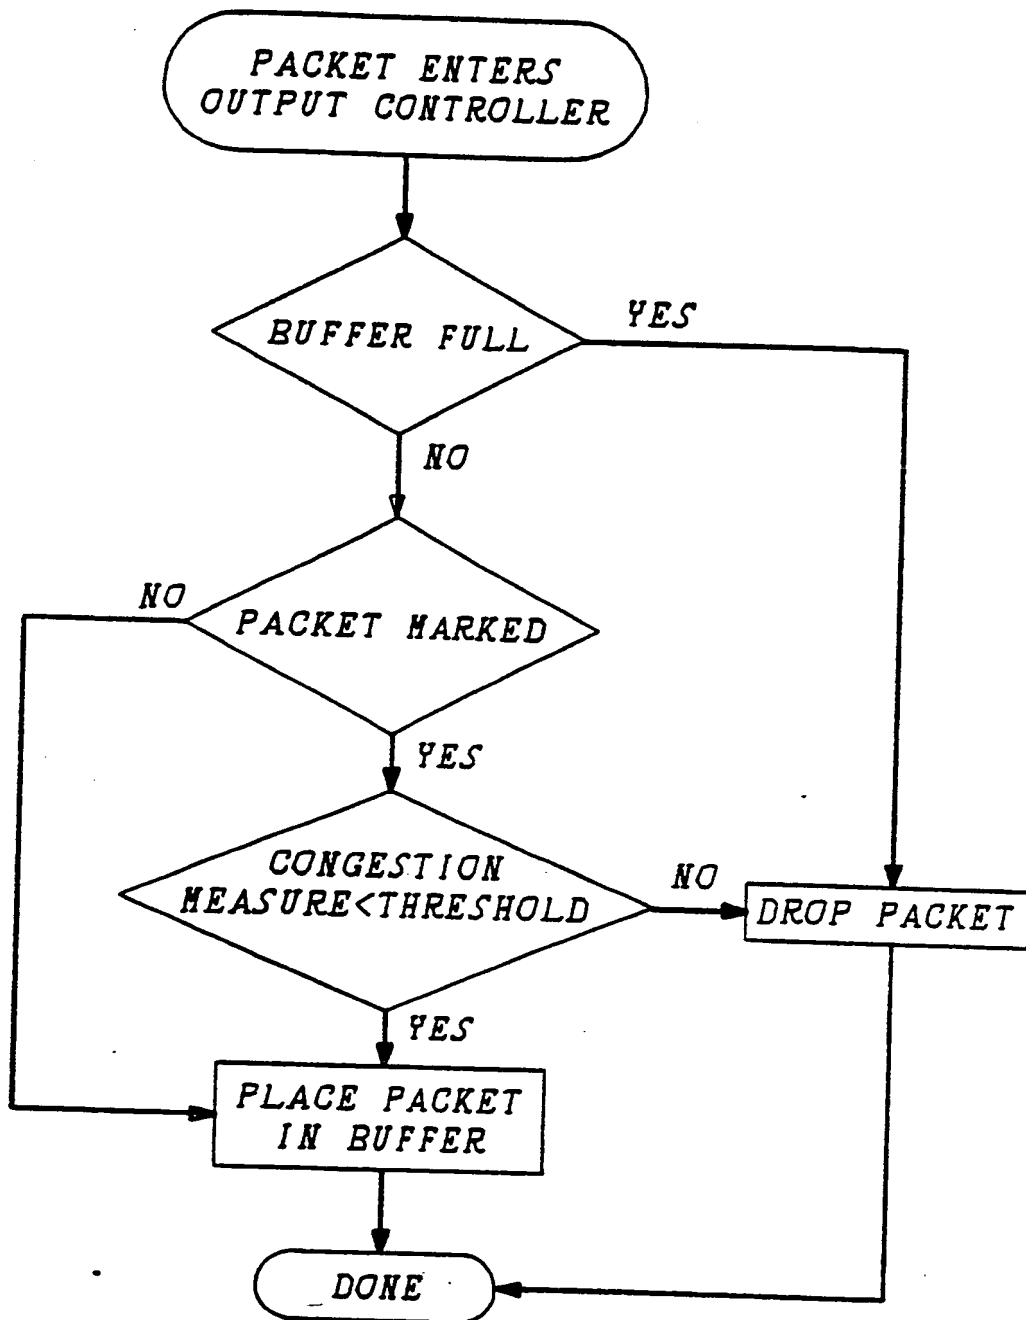 PACKET ENTERS
OUTPUT CONTROLLER
BUFFER FULL
YES
NO
NO
PACKET MARKED
YES
CONGESTION
MEASURE<THRESHOLD
NO
DROP PACKET
YES
PLACE PACKET
IN BUFFER
DONE